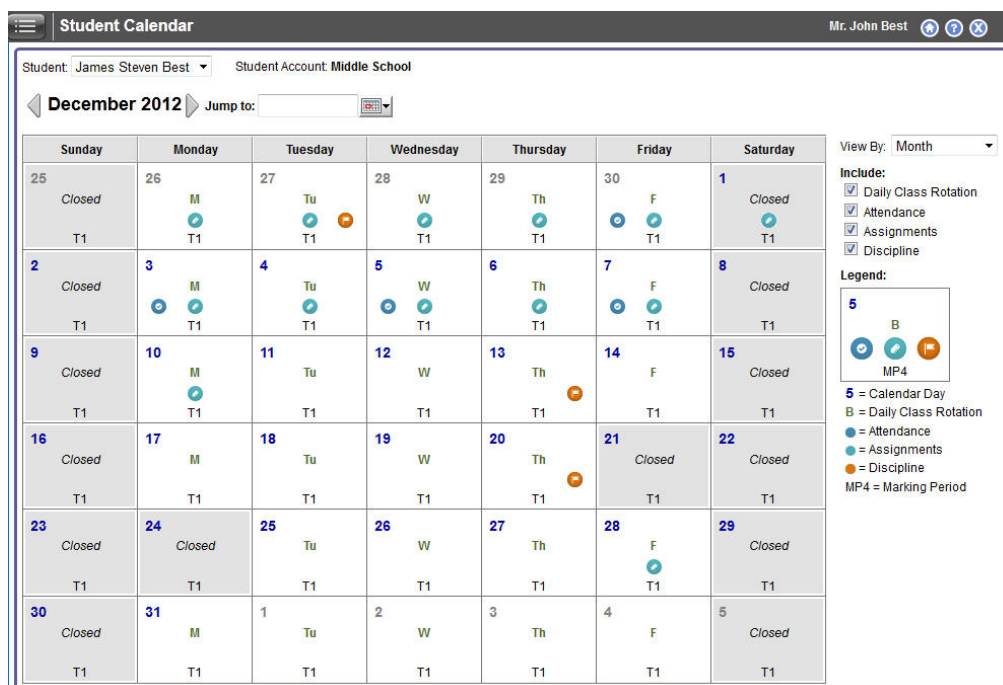 Student Calendar
Mr. John Best
Student: James Steven Best
Student Account: Middle School
December 2012 Jump to:
Sunday Monday Tuesday Wednesday Thursday Friday Saturday
25 26 27 28 29 30 1
Closed M Tu W Th F Closed
T1 T1 T1 T1 T1 T1 T1
2 3 4 5 6 7 8
Closed M Tu W Th F Closed
T1 T1 T1 T1 T1 T1 T1
9 10 11 12 13 14 15
Closed M Tu W Th F Closed
T1 T1 T1 T1 T1 T1 T1
16 17 18 19 20 21 22
Closed M Tu W Th Closed Closed
T1 T1 T1 T1 T1 T1 T1
23 24 25 26 27 28 29
Closed Closed Tu W Th F Closed
T1 T1 T1 T1 T1 T1 T1
30 31 1 2 3 4 5
Closed M Tu W Th F Closed
T1 T1 T1 T1 T1 T1 T1
View By: Month
Include:
Daily Class Rotation
Attendance
Assignments
Discipline
Legend:
5
B
MP4
5 = Calendar Day
B = Daily Class Rotation
= Attendance
= Assignments
= Discipline
MP4 = Marking Period